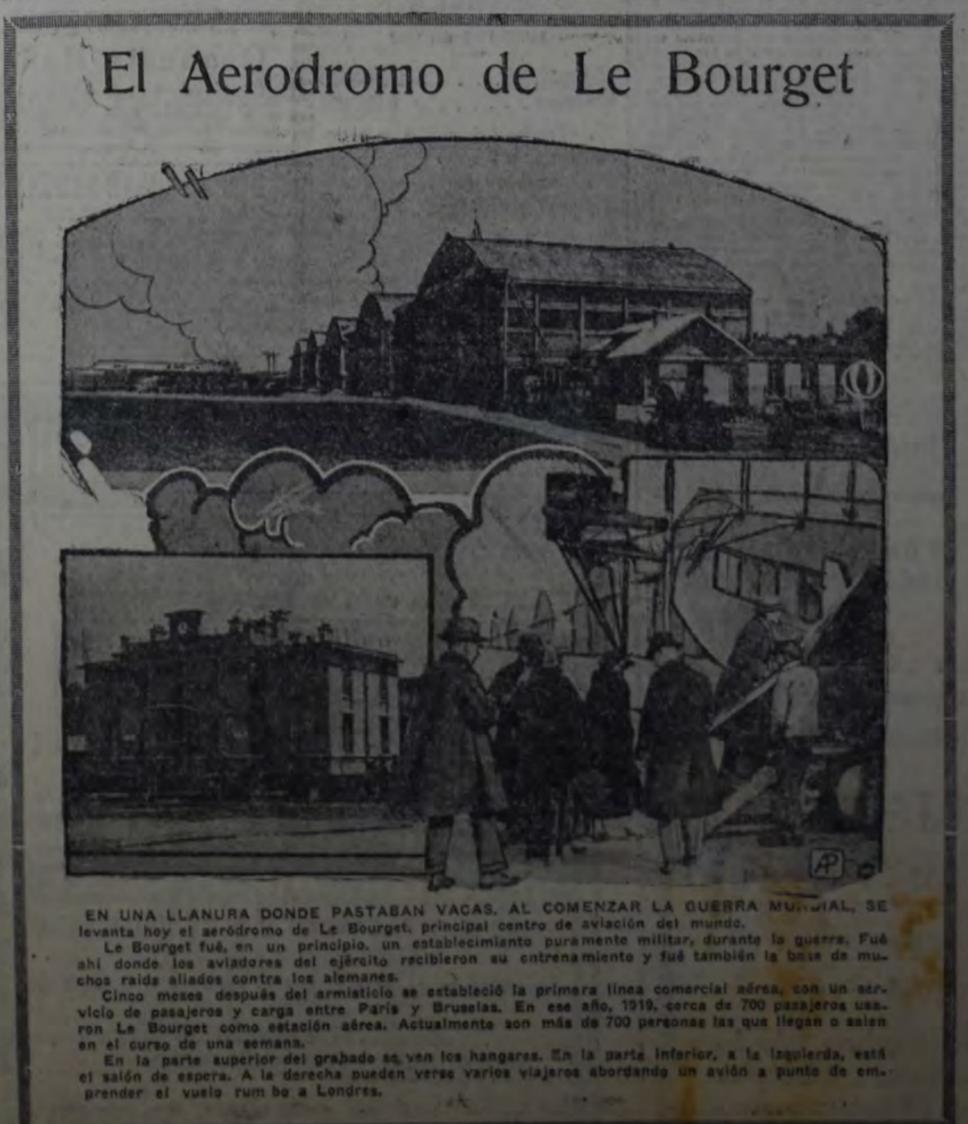 El Aerodromo de Le Bourget
AP
EN UNA LLANURA DONDE PASTABAN VACAS, AL COMENZAR LA GUERRA MUNDIAL, SE
levanta hoy el aeródromo de Le Bourget, principal centro de aviación del mundo.
Le Bourget fué, en un principio, un establecimiento puramente militar, durante la guerra. Fué
ahi donde los aviadores del ejército recibieron su entrenamiento y fué también la base de mu-
chos raids aliados contra los alemanes.
Cinco meses después del armisticio se estableció la primera línea comercial aérea, con un ser-
vicio de pasajeros y carga entre París y Bruselas. En ese año, 1919, cerca de 700 pasajeros usa-
ron Le Bourget como estación aérea. Actualmente son más de 700 personas las que llegan o salen
en el curso de una semana.
En la parte superior del grabado se ven los hangares. En la parte inferior, a la izquierda, está
el salón de espera. A la derecha pueden verse varios viajeros abordando un avión a punto de em-
prender el vuelo rum bo a Londres.